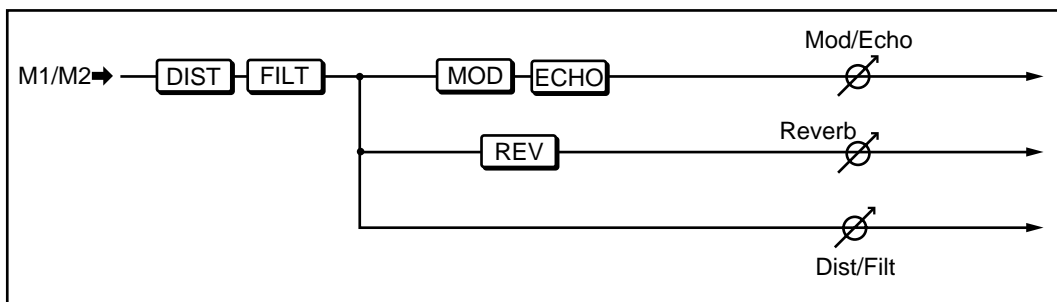 Mod/Echo
M1/M2 DIST FILT MOD ECHO
Reverb
REV
Dist/Filt